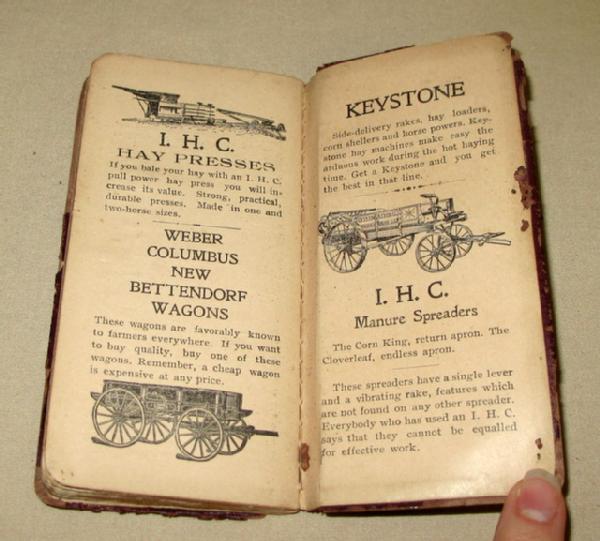 I. H. C.
HAY PRESSES
If you bale your hay with an I. H. C.
pull power hay press you will in-
crease its value. Strong, practical,
durable presses. Made in one and
two-horse sizes.
WEBER
COLUMBUS
NEW
BETTENDORF
WAGONS
These wagons are favorably known
to farmers everywhere. If you want
to buy quality, buy one of these
wagons. Remember, a cheap wagon
is expensive at any price.
KEYSTONE
Side-delivery rakes, hay loaders,
corn shellers and horse powers. Key-
stone hay machines make easy the
arduous work during the hot haying
time. Get a Keystone and you get
the best in that line.
I. H. C.
Manure Spreaders
The Corn King, return apron. The
Cloverleaf, endless apron.
These spreaders have a single lever
and a vibrating rake, features which
are not found on any other spreader.
Everybody who has used an I. H. C.
says that they cannot be equalled
for effective work.